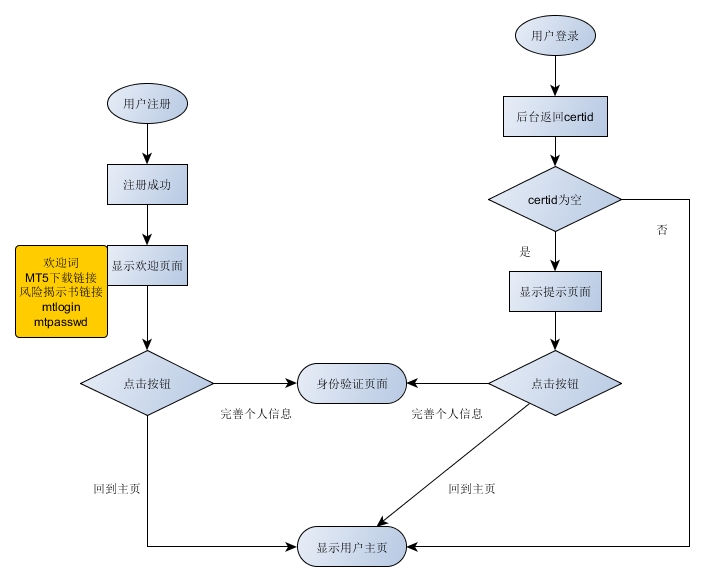 用户登录
用户注册
后台返回certid
注册成功
certid为空
否
是
欢迎词
MT5下载链接
风险揭示书链接
mtlogin
mtpasswd
显示欢迎页面
显示提示页面
点击按钮
身份验证页面
点击按钮
完善个人信息
完善个人信息
回到主页
回到主页
显示用户主页